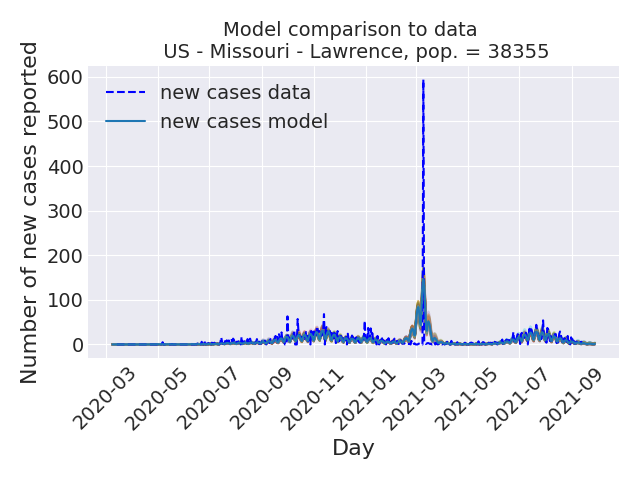 Model comparison to data
US - Missouri - Lawrence, pop. = 38355
Number of new cases reported
600
500
400
300
200
100
0
new cases data
new cases model
2020-03
2020-05
2020-07
2020-09
2020-11
2021-01
2021-03
2021-05
2021-07
2021-09
Day